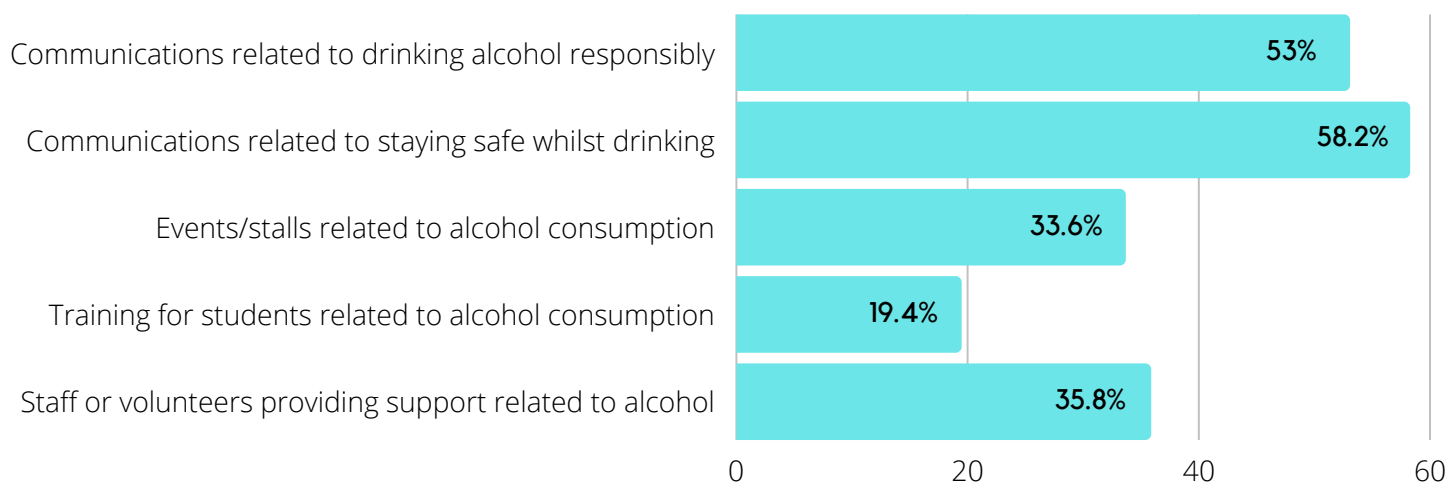 Communications related to drinking alcohol responsibly 53%
Communications related to staying safe whilst drinking 58.2%
Events/stalls related to alcohol consumption 33.6%
Training for students related to alcohol consumption 19.4%
Staff or volunteers providing support related to alcohol 35.8%
0 20 40 60